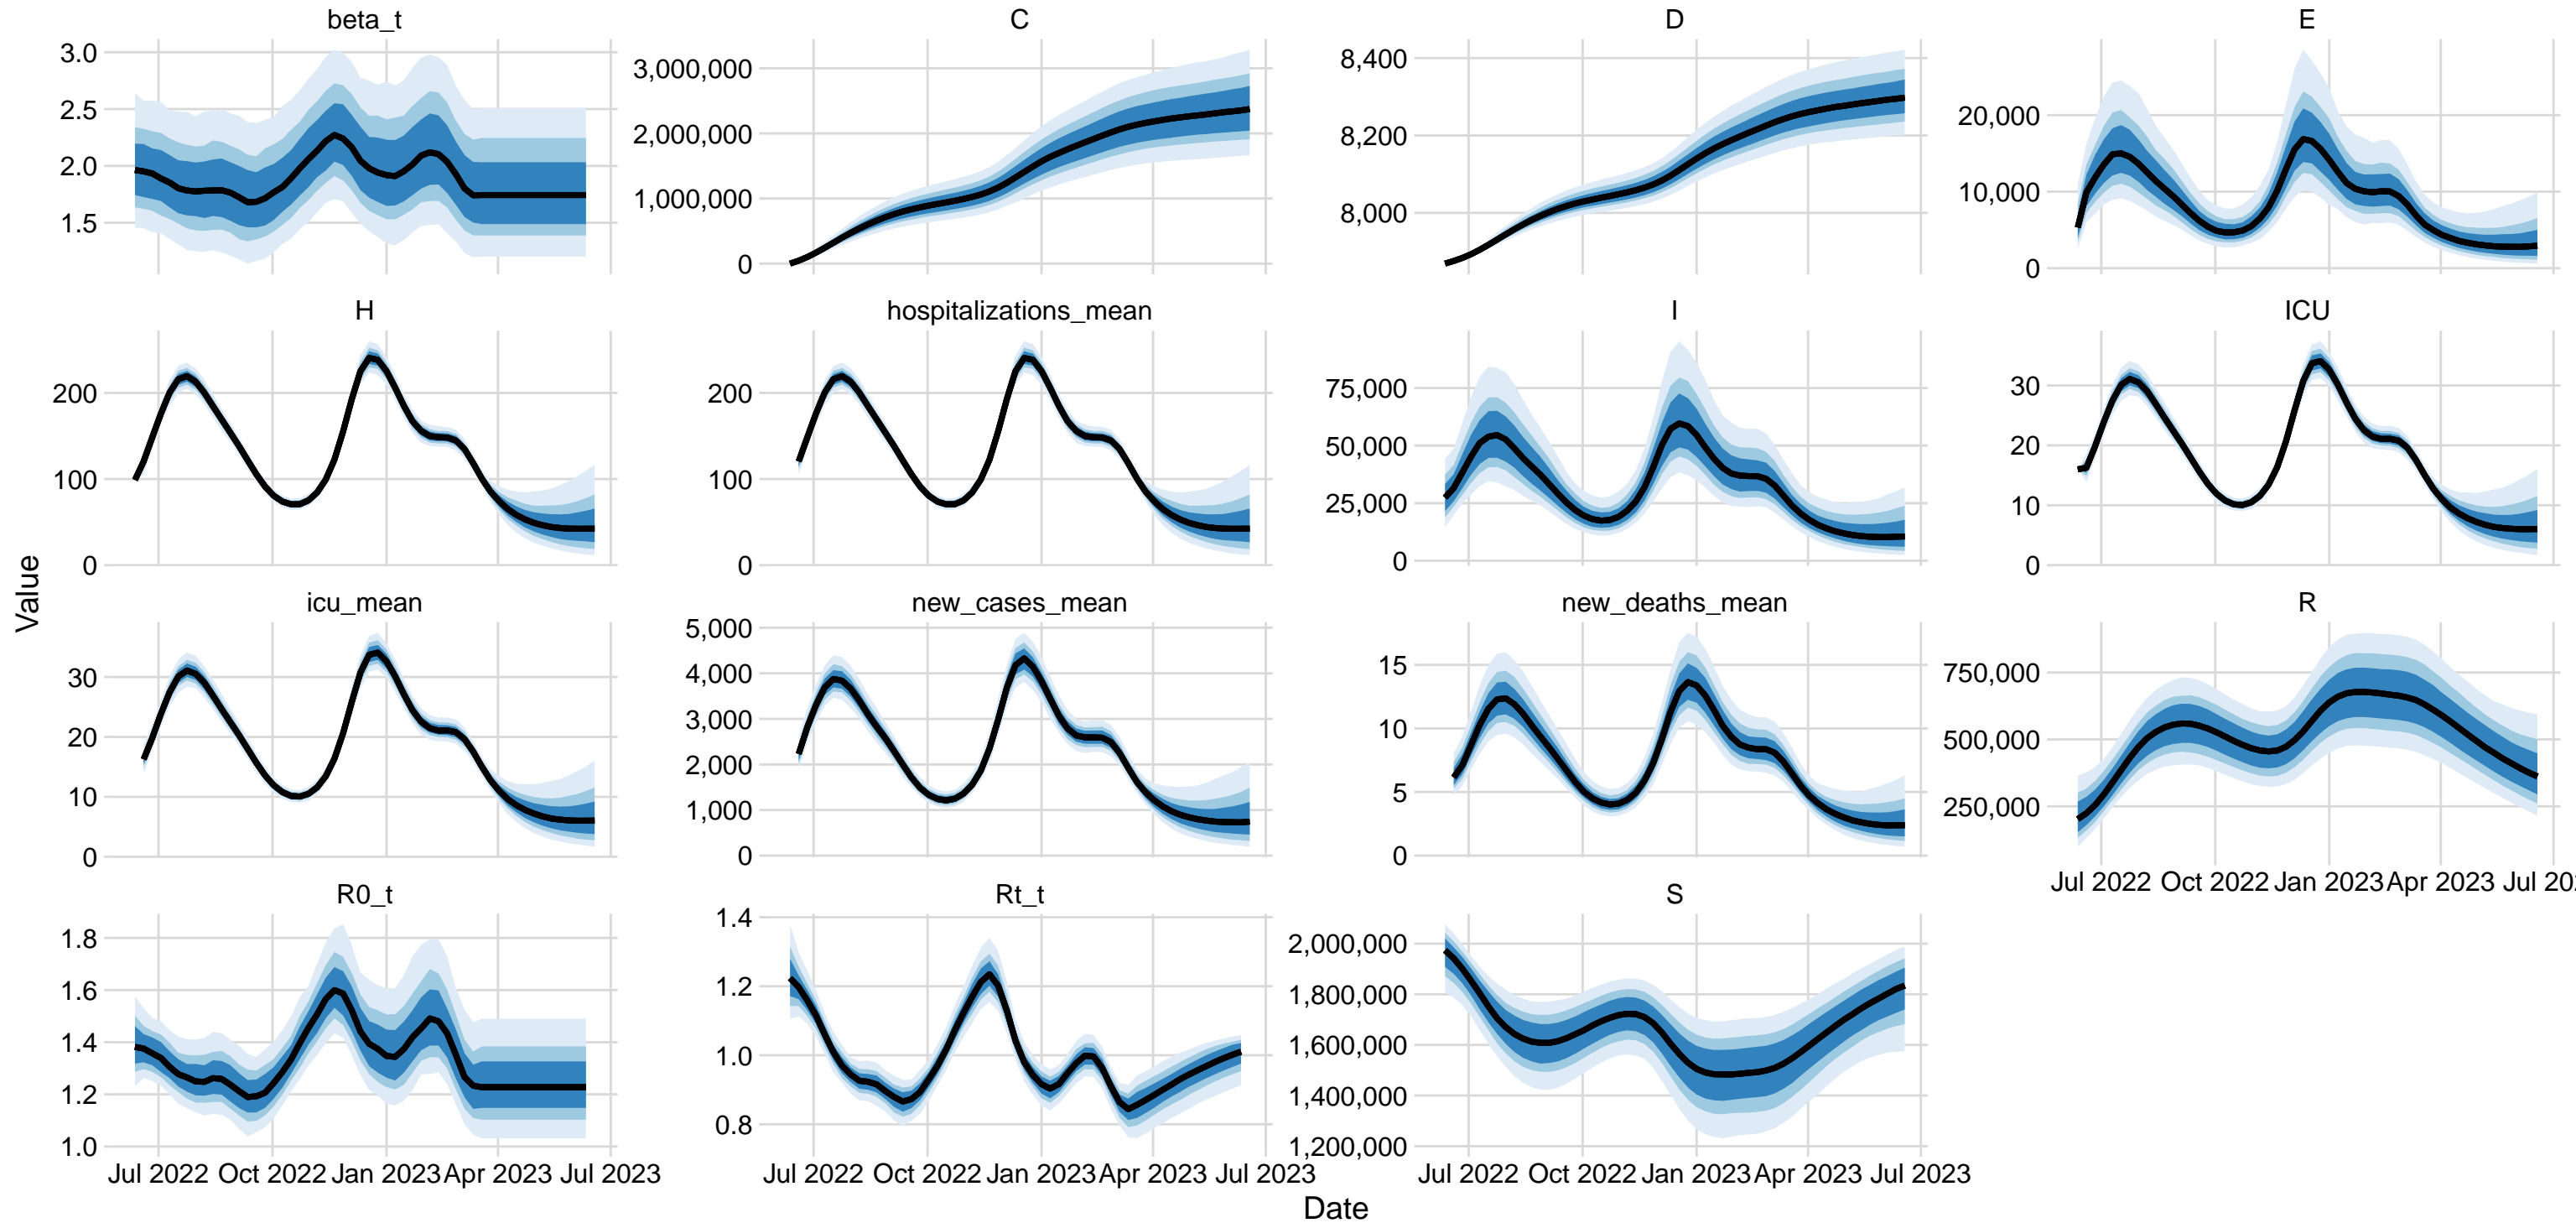 beta_t
C
D
E
3.0
2.5
2.0
1.5
3,000,000
2,000,000
1,000,000
0
8,400
8,200
8,000
20,000
10,000
0
H
hospitalizations_mean
I
ICU
200
100
0
200
100
0
75,000
50,000
25,000
0
30
20
10
0
Value
icu_mean
new_cases_mean
new_deaths_mean
R
30
20
10
0
5,000
4,000
3,000
2,000
1,000
0
15
10
5
0
750,000
500,000
250,000
Jul 2022 Oct 2022 Jan 2023 Apr 2023 Jul 20
R0_t
Rt_t
S
1.8
1.6
1.4
1.2
1.0
1.4
1.2
1.0
0.8
2,000,000
1,800,000
1,600,000
1,400,000
1,200,000
Jul 2022 Oct 2022 Jan 2023 Apr 2023 Jul 2023
Jul 2022 Oct 2022 Jan 2023 Apr 2023 Jul 2023
Jul 2022 Oct 2022 Jan 2023 Apr 2023 Jul 2023
Date